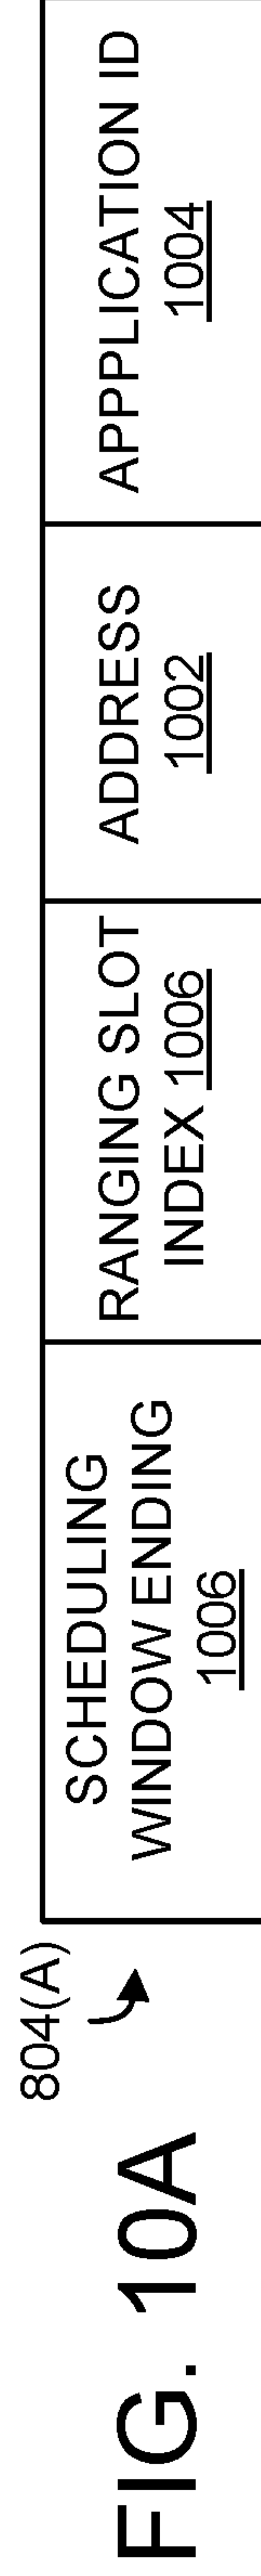 FIG. 10A
804(A)
SCHEDULING
WINDOW ENDING
1006
RANGING SLOT
INDEX 1006
ADDRESS
1002
APPPLICATION ID
1004